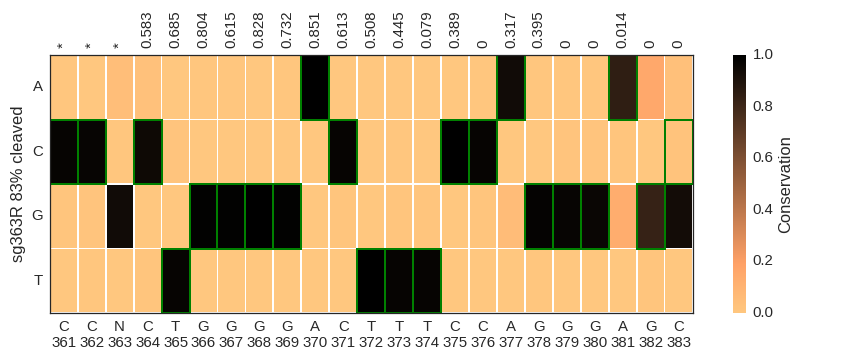 * * * 0.583 0.685 0.804 0.615 0.828 0.732 0.851 0.613 0.508 0.445 0.079 0.389 0 0.317 0.395 0 0 0.014 0 0
sg363R 83% cleaved
A
C
G
T
C C N C T G G G G A C T T T C C A G G G A G C
361 362 363 364 365 366 367 368 369 370 371 372 373 374 375 376 377 378 379 380 381 382 383
1.0
0.8
0.6
0.4
0.2
0.0
Conservation